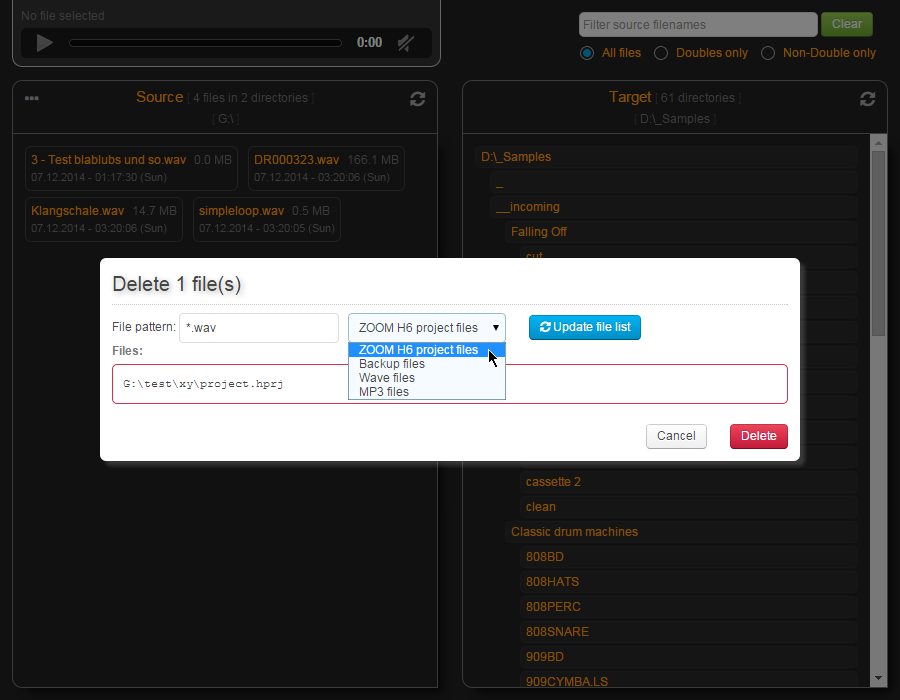 No file selected
0:00
Filter source filenames
Clear
All files
Doubles only
Non-Double only
Source [ 4 files in 2 directories ]
[ G:\ ]
3 - Test blablubs und so.wav 0.0 MB
07.12.2014 - 01:17:30 (Sun)
DR000323.wav 166.1 MB
07.12.2014 - 03:20:06 (Sun)
Klangschale.wav 14.7 MB
07.12.2014 - 03:20:06 (Sun)
simpleloop.wav 0.5 MB
07.12.2014 - 03:20:05 (Sun)
Target [ 61 directories ]
[ D:\_Samples ]
D:\_Samples
_
__incoming
Falling Off
cut
Delete 1 file(s)
File pattern:
*.wav
ZOOM H6 project files
Update file list
ZOOM H6 project files
Backup files
Wave files
MP3 files
Files:
G:\test\xy\project.hprj
Cancel
Delete
cassette 2
clean
Classic drum machines
808BD
808HATS
808PERC
808SNARE
909BD
909CYMBA.LS